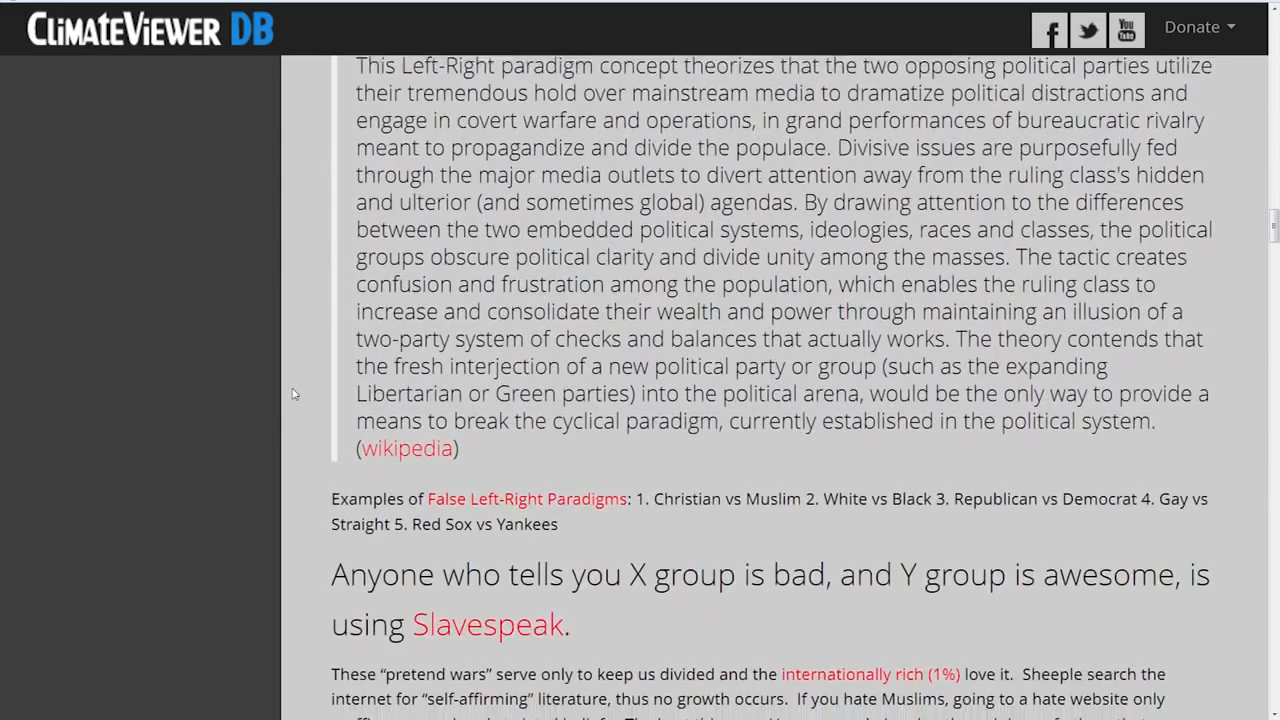 CLIMATEVIEWER DB
f
You Tube
Donate
This Left-Right paradigm concept theorizes that the two opposing political parties utilize
their tremendous hold over mainstream media to dramatize political distractions and
engage in covert warfare and operations, in grand performances of bureaucratic rivalry
meant to propagandize and divide the populace. Divisive issues are purposefully fed
through the major media outlets to divert attention away from the ruling class's hidden
and ulterior (and sometimes global) agendas. By drawing attention to the differences
between the two embedded political systems, ideologies, races and classes, the political
groups obscure political clarity and divide unity among the masses. The tactic creates
confusion and frustration among the population, which enables the ruling class to
increase and consolidate their wealth and power through maintaining an illusion of a
two-party system of checks and balances that actually works. The theory contends that
the fresh interjection of a new political party or group (such as the expanding
Libertarian or Green parties) into the political arena, would be the only way to provide a
means to break the cyclical paradigm, currently established in the political system.
(wikipedia)
Examples of False Left-Right Paradigms: 1. Christian vs Muslim 2. White vs Black 3. Republican vs Democrat 4. Gay vs
Straight 5. Red Sox vs Yankees
Anyone who tells you X group is bad, and Y group is awesome, is
using Slavespeak.
These “pretend wars” serve only to keep us divided and the internationally rich (1%) love it. Sheeple search the
internet for “self-affirming” literature, thus no growth occurs. If you hate Muslims, going to a hate website only